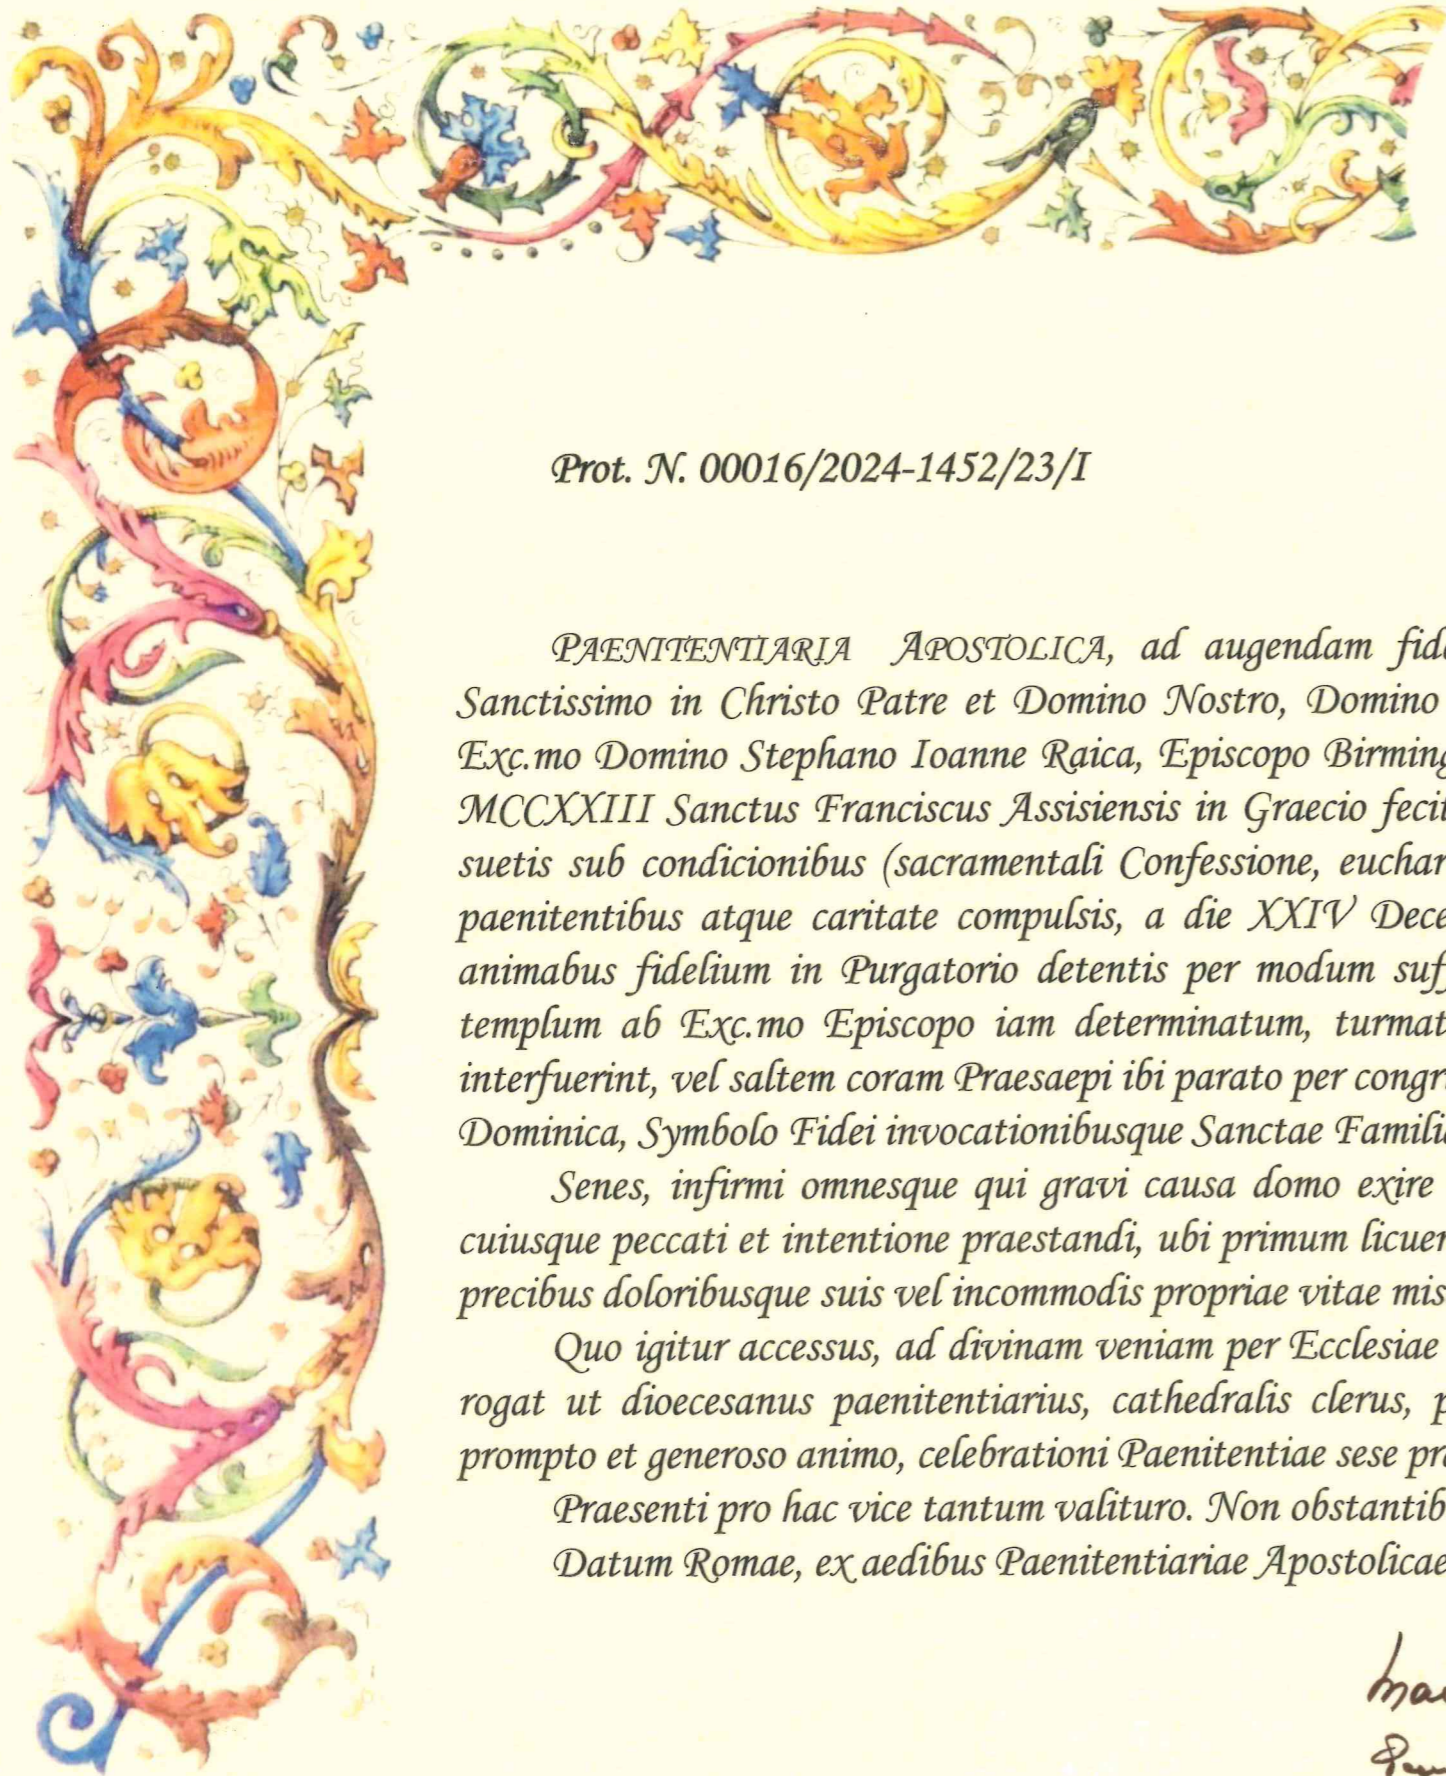 Prot. N. 00016/2024-1452/23/I
PAENITENTIARIA APOSTOLICA, ad augendam fid
Sanctissimo in Christo Patre et Domino Nostro, Domino
Exc.mo Domino Stephano Ioanne Raica, Episcopo Birming
MCCXXIII Sanctus Franciscus Assisiensis in Graecio feci
suetis sub condicionibus (sacramentali Confessione, euchar
paenitentibus atque caritate compulsis, a die XXIV Dece
animabus fidelium in Purgatorio detentis per modum suf
templum ab Exc.mo Episcopo iam determinatum, turmat
interfuerint, vel saltem coram Praesaepi ibi parato per congr
Dominica, Symbolo Fidei invocationibusque Sanctae Famili
Senes, infirmi omnesque qui gravi causa domo exire
cuiusque peccati et intentione praestandi, ubi primum licuer
precibus doloribusque suis vel incommodis propriae vitae mis
Quo igitur accessus, ad divinam veniam per Ecclesiae
rogat ut dioecesanus paenitentiarius, cathedralis clerus, p
prompto et generoso animo, celebrationi Paenitentiae sese pr
Praesenti pro hac vice tantum valituro. Non obstantib
Datum Romae, ex aedibus Paenitentiariae Apostolicae